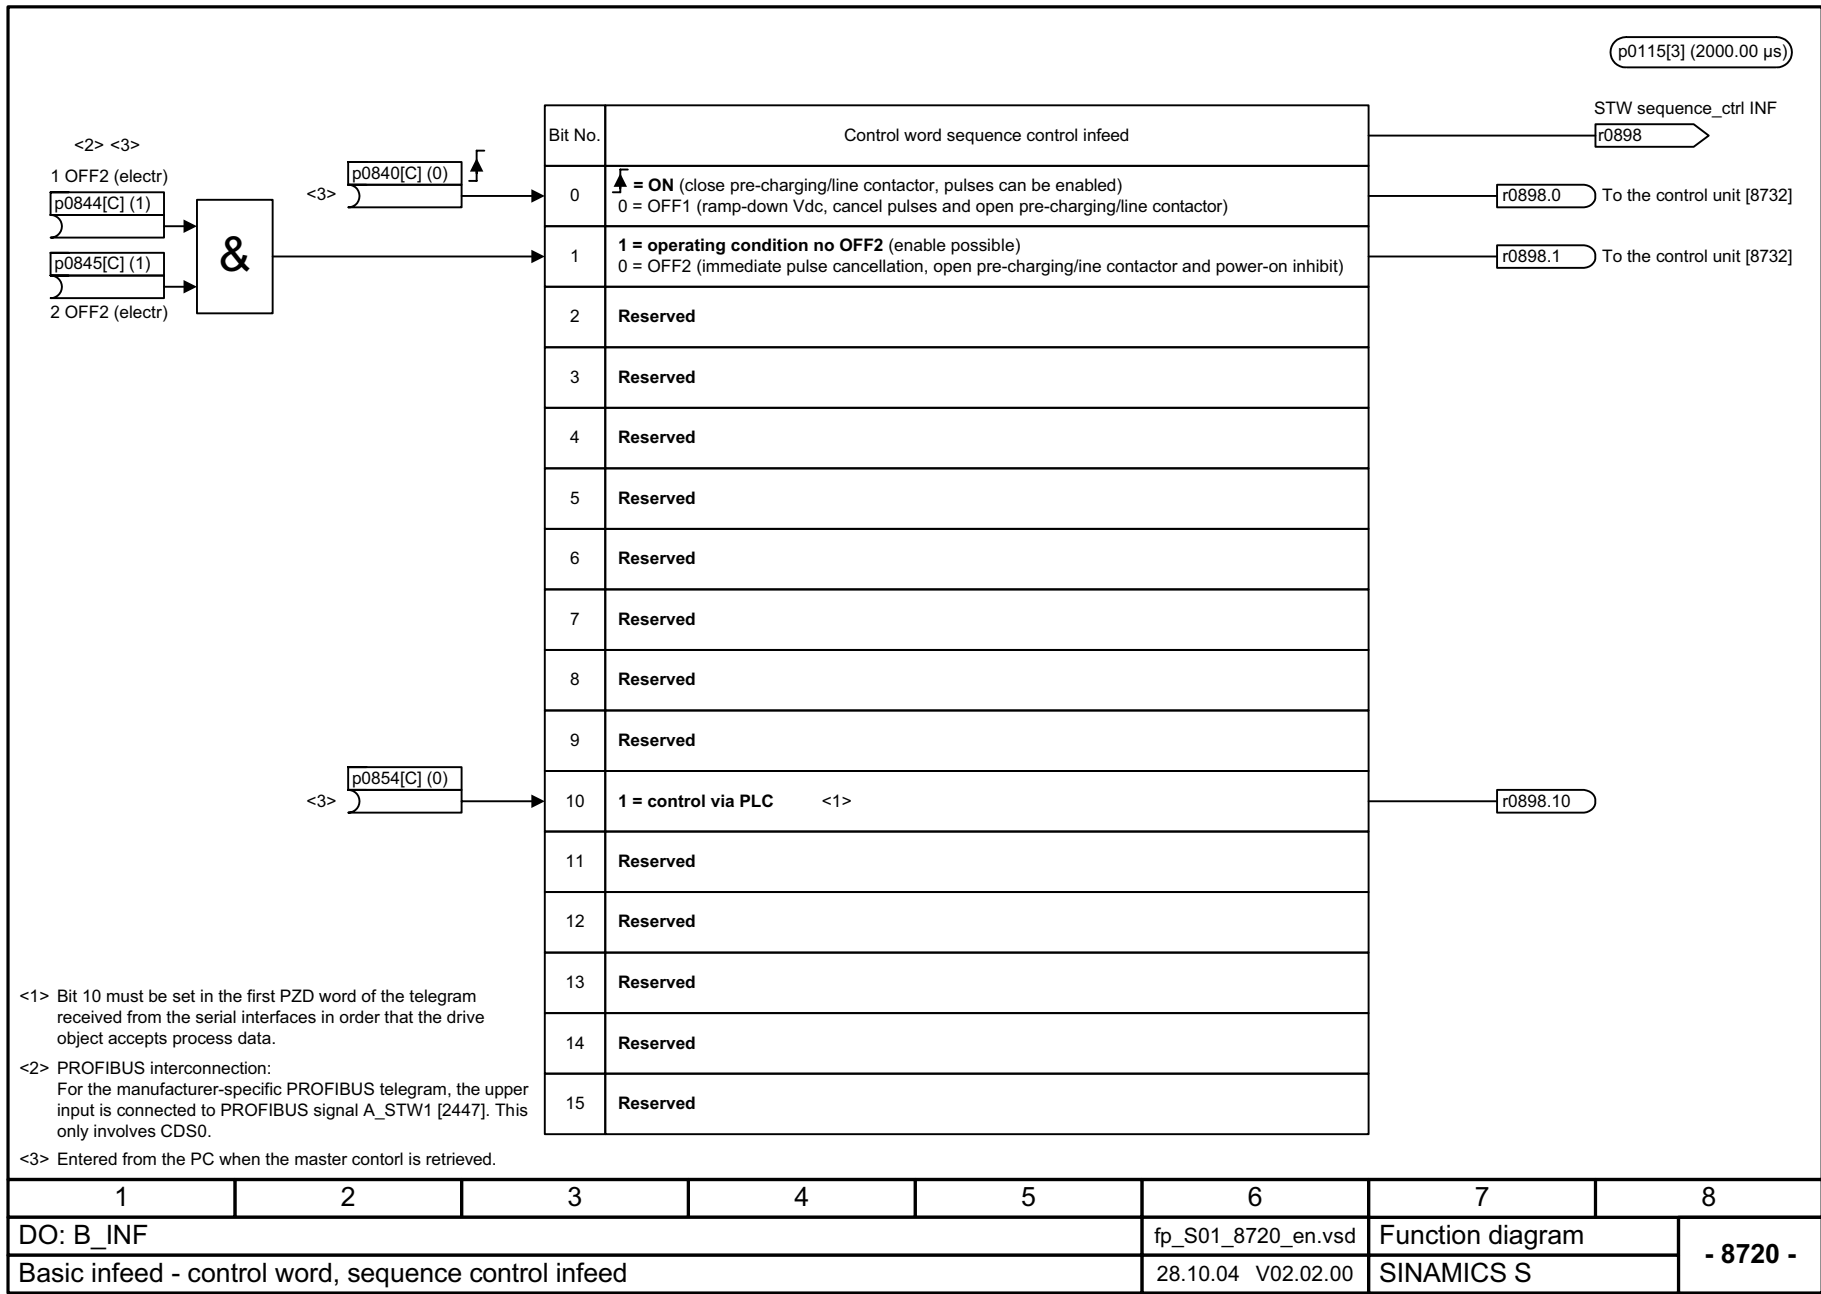 p0115[3] (2000.00 µs)
STW sequence_ctrl INF
r0898
Bit No.
Control word sequence control infeed
<2> <3>
1 OFF2 (electr)
p0844[C] (1)
&
p0845[C] (1)
2 OFF2 (electr)
<3>
p0840[C] (0)
0
= ON (close pre-charging/line contactor, pulses can be enabled)
0 = OFF1 (ramp-down Vdc, cancel pulses and open pre-charging/line contactor)
r0898.0
To the control unit [8732]
1
1 = operating condition no OFF2 (enable possible)
0 = OFF2 (immediate pulse cancellation, open pre-charging/ine contactor and power-on inhibit)
r0898.1
To the control unit [8732]
2 Reserved
3 Reserved
4 Reserved
5 Reserved
6 Reserved
7 Reserved
8 Reserved
9 Reserved
<3>
p0854[C] (0)
10 1 = control via PLC <1>
r0898.10
11 Reserved
12 Reserved
13 Reserved
14 Reserved
15 Reserved
<1> Bit 10 must be set in the first PZD word of the telegram
received from the serial interfaces in order that the drive
object accepts process data.
<2> PROFIBUS interconnection:
For the manufacturer-specific PROFIBUS telegram, the upper
input is connected to PROFIBUS signal A_STW1 [2447]. This
only involves CDS0.
<3> Entered from the PC when the master contorl is retrieved.
1 2 3 4 5 6 7 8
DO: B_INF
fp_S01_8720_en.vsd
Function diagram
- 8720 -
Basic infeed - control word, sequence control infeed
28.10.04 V02.02.00
SINAMICS S